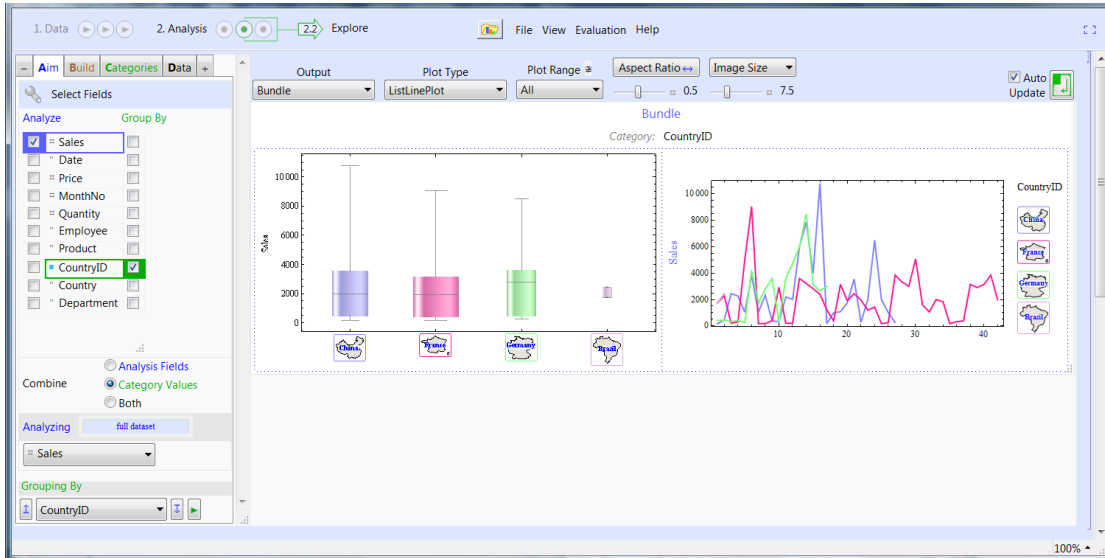 1. Data 2. Analysis 2.2 Explore File View Evaluation Help
- Aim Build Categories Data +
Select Fields
Analyze Group By
Sales
Date
Price
MonthNo
Quantity
Employee
Product
CountryID
Country
Department
Combine
Analysis Fields
Category Values
Both
Analyzing full dataset
Sales
Grouping By
CountryID
Output Plot Type Plot Range Aspect Ratio Image Size
Bundle ListLinePlot All 0.5 7.5
Auto
Update
Bundle
Category: CountryID
Sales
10000
8000
6000
4000
2000
0
China France Germany Brazil
Sales
10000
8000
6000
4000
2000
0
10 20 30 40
CountryID
China
France
Germany
Brazil
100%